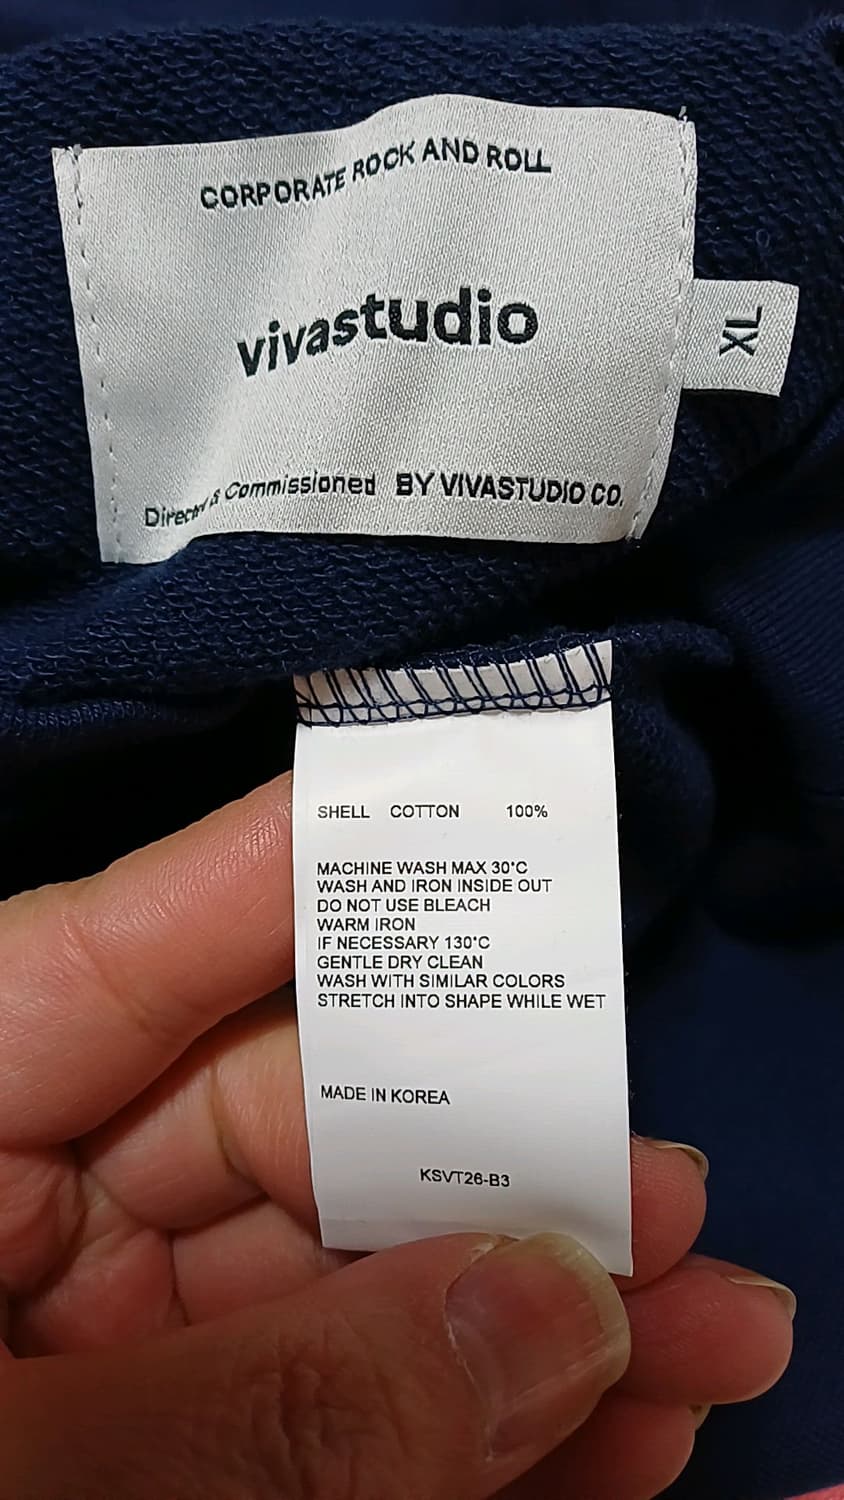 CORPORATE ROCK AND ROLL
vivastudio
XL
Directed & Commissioned BY VIVASTUDIO CO.
SHELL COTTON 100%
MACHINE WASH MAX 30°C
WASH AND IRON INSIDE OUT
DO NOT USE BLEACH
WARM IRON
IF NECESSARY 130°C
GENTLE DRY CLEAN
WASH WITH SIMILAR COLORS
STRETCH INTO SHAPE WHILE WET
MADE IN KOREA
KSVT26-B3